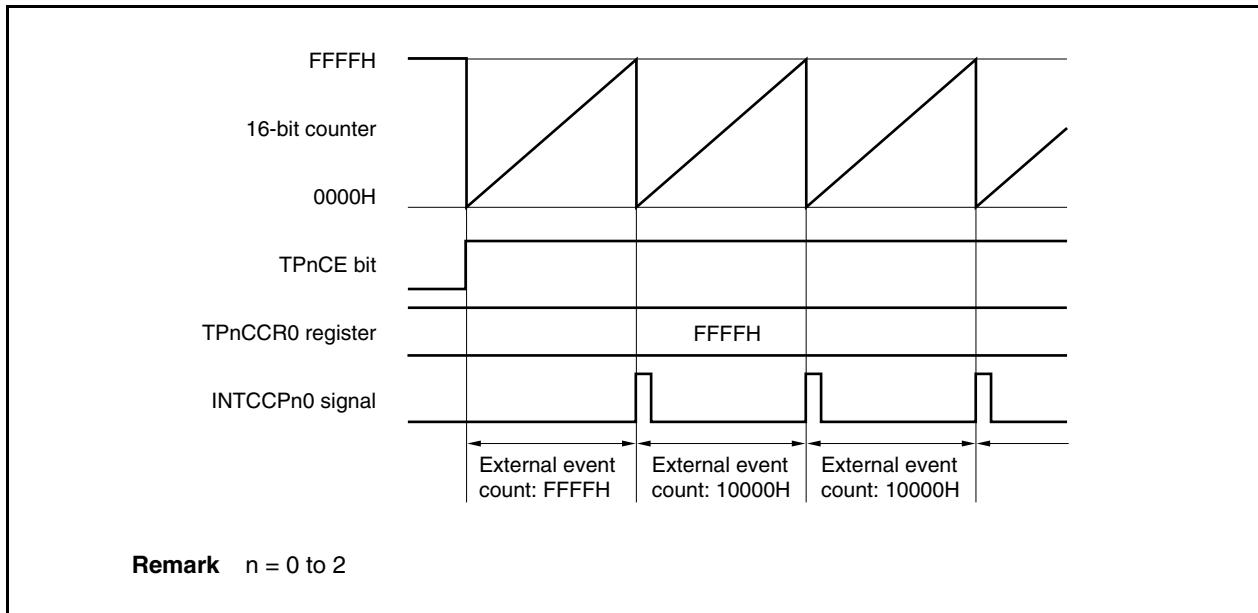 FFFFH
16-bit counter
0000H
TPnCE bit
TPnCCR0 register
FFFFH
INTCCPn0 signal
External event
count: FFFFH
External event
count: 10000H
External event
count: 10000H
Remark n = 0 to 2